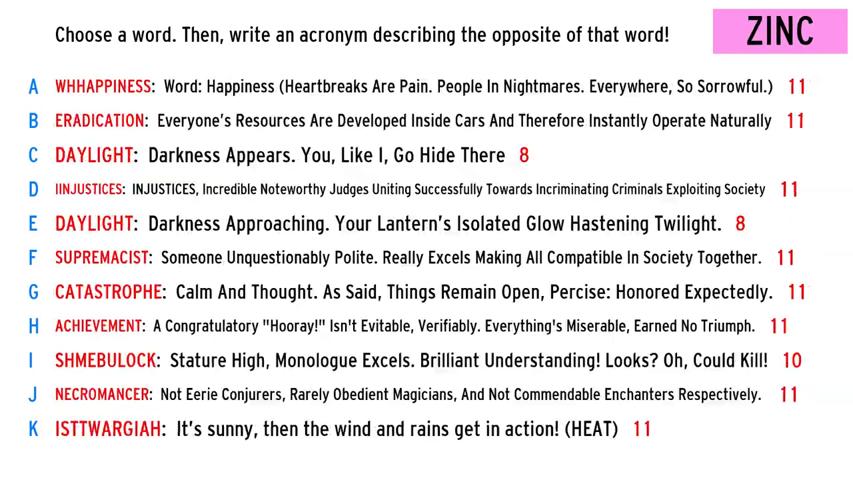 Choose a word. Then, write an acronym describing the opposite of that word!
ZINC
A WHHAPPINESS: Word: Happiness (Heartbreaks Are Pain. People In Nightmares. Everywhere, So Sorrowful.) 11
B ERADICATION: Everyone's Resources Are Developed Inside Cars And Therefore Instantly Operate Naturally 11
C DAYLIGHT: Darkness Appears. You, Like I, Go Hide There 8
D IINJUSTICES: INJUSTICES, Incredible Noteworthy Judges Uniting Successfully Towards Incriminating Criminals Exploiting Society 11
E DAYLIGHT: Darkness Approaching. Your Lantern's Isolated Glow Hastening Twilight. 8
F SUPREMACIST: Someone Unquestionably Polite. Really Excels Making All Compatible In Society Together. 11
G CATASTROPHE: Calm And Thought. As Said, Things Remain Open, Percise: Honored Expectedly. 11
H ACHIEVEMENT: A Congratulatory "Hooray!" Isn't Evitable, Verifiably. Everything's Miserable, Earned No Triumph. 11
I SHMEBULOCK: Stature High, Monologue Excels. Brilliant Understanding! Looks? Oh, Could Kill! 10
J NECROMANCER: Not Eerie Conjurers, Rarely Obedient Magicians, And Not Commendable Enchanters Respectively. 11
K ISTTWARGIAH: It's sunny, then the wind and rains get in action! (HEAT) 11